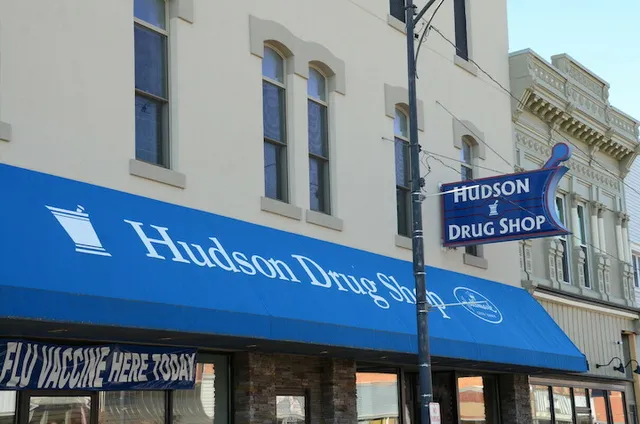 HUDSON
DRUG SHOP
Hudson Drug Shop
FLU VACCINE HERE TODAY